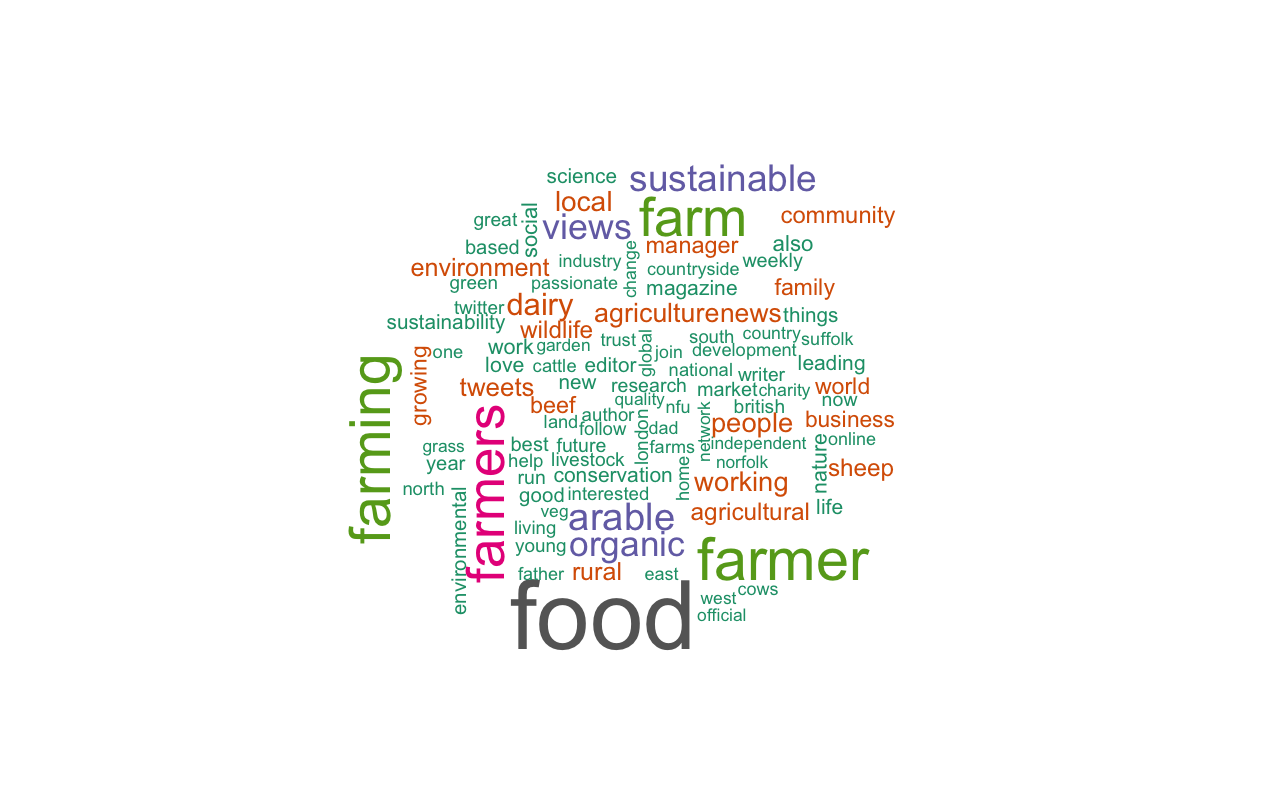 science
sustainable
local
farm
community
great
social
views
manager
also
based
industry
change
countryside
weekly
environment
green
passionate
magazine
family
twitter
dairy
agriculture
news
things
sustainability
wildlife
work
garden
trust
global
south
country
suffolk
one
join
development
love
cattle
editor
national
writer
leading
farming
growing
tweets
new
research
market
charity
world
beef
quality
nfu
british
now
farmers
land
author
follow
london
dad
network
people
business
grass
best
future
farms
independent
nature
online
year
help
livestock
home
norfolk
sheep
north
run
conservation
working
good
interested
life
environmental
veg
arable
agricultural
living
young
organic
farmer
father
rural
east
food
west
cows
official